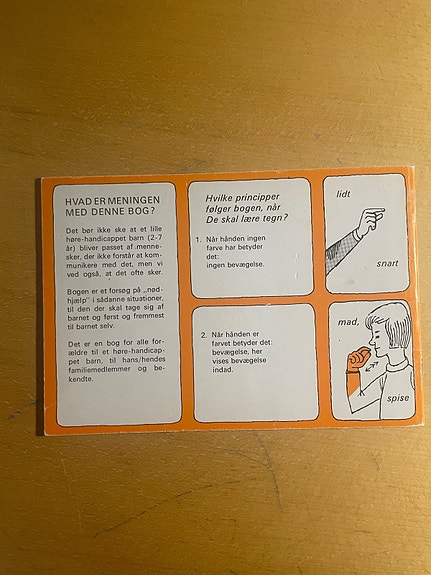 HVAD ER MENINGEN
MED DENNE BOG?
Det bør ikke ske at et lille
høre-handicappet barn (2-7
år) bliver passet af .menne-
sker, der ikke forstår at kom-
munikere med det, men vi
ved også, at det ofte sker.
Bogen er et forsøg på „nød-
hjælp" i sådanne situationer,
til den der skal tage sig af
barnet og først og fremmest
til barnet selv.
Det er en bog for alle for-
ældre til et høre-handicap-
pet barn, til hans/hendes
familiemedlemmer og be-
kendte.
Hvilke principper
følger bogen, når
De skal lære tegn?
1. Når hånden ingen
farve har betyder
det:
ingen bevægelse.
2. Når hånden er
farvet betyder det:
bevægelse, her
vises bevægelse
indad.
lidt
snart
mad,
spise